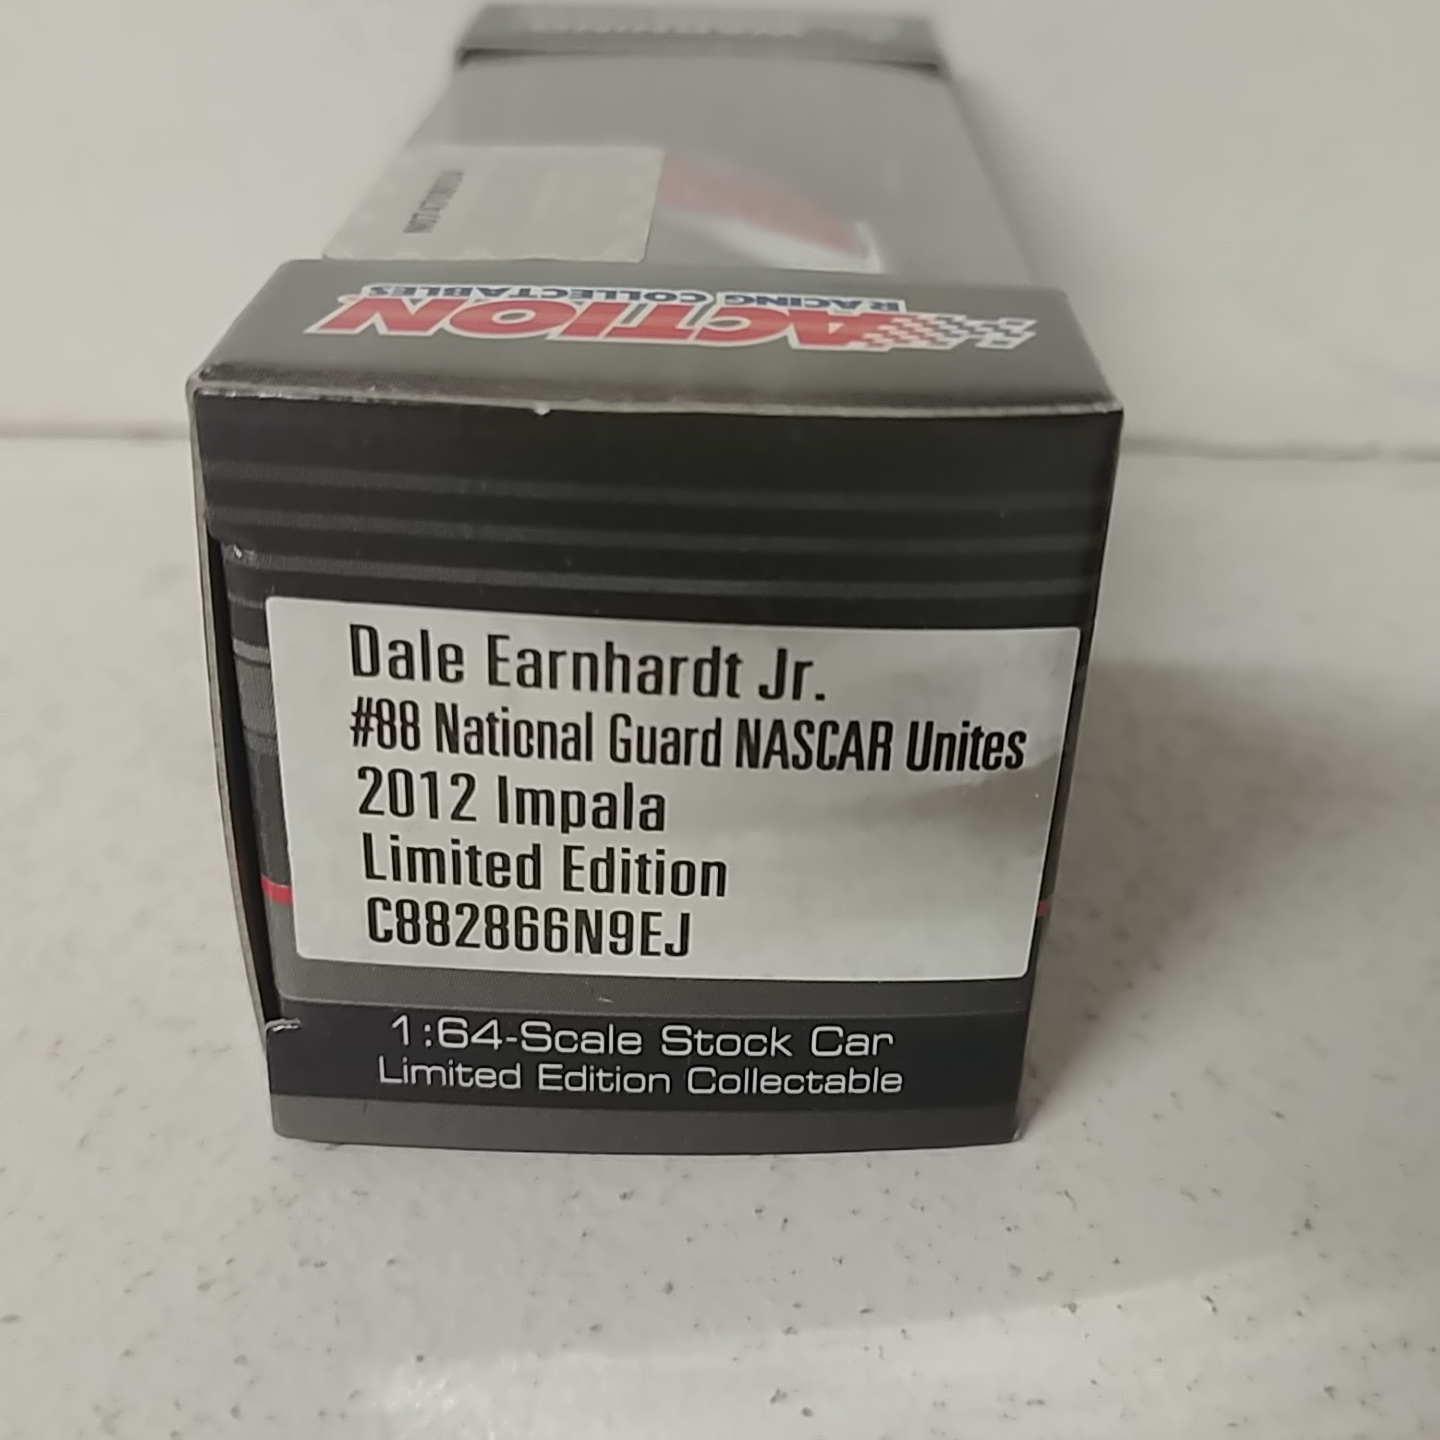 ACTION
RACING COLLECTABLES
Dale Earnhardt Jr.
#88 National Guard NASCAR Unites
2012 Impala
Limited Edition
C882866N9EJ
1:64-Scale Stock Car
Limited Edition Collectable